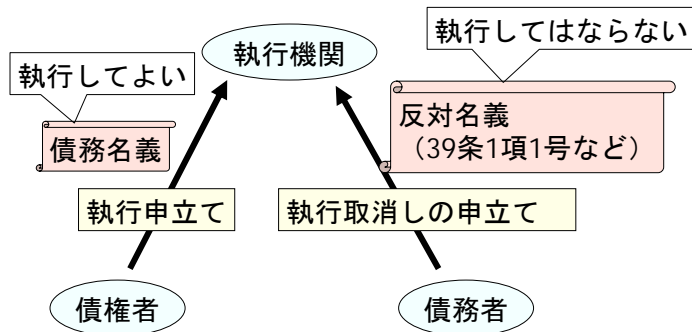 執行してはならない
執行機関
執行してよい
債務名義
反対名義
（39条1項1号など）
執行申立て
執行取消しの申立て
債権者
債務者